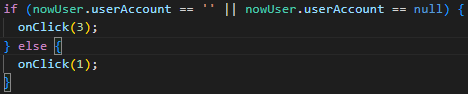 if (nowUser.userAccount == '' || nowUser.userAccount == null) {
  onClick(3);
} else {
  onClick(1);
}